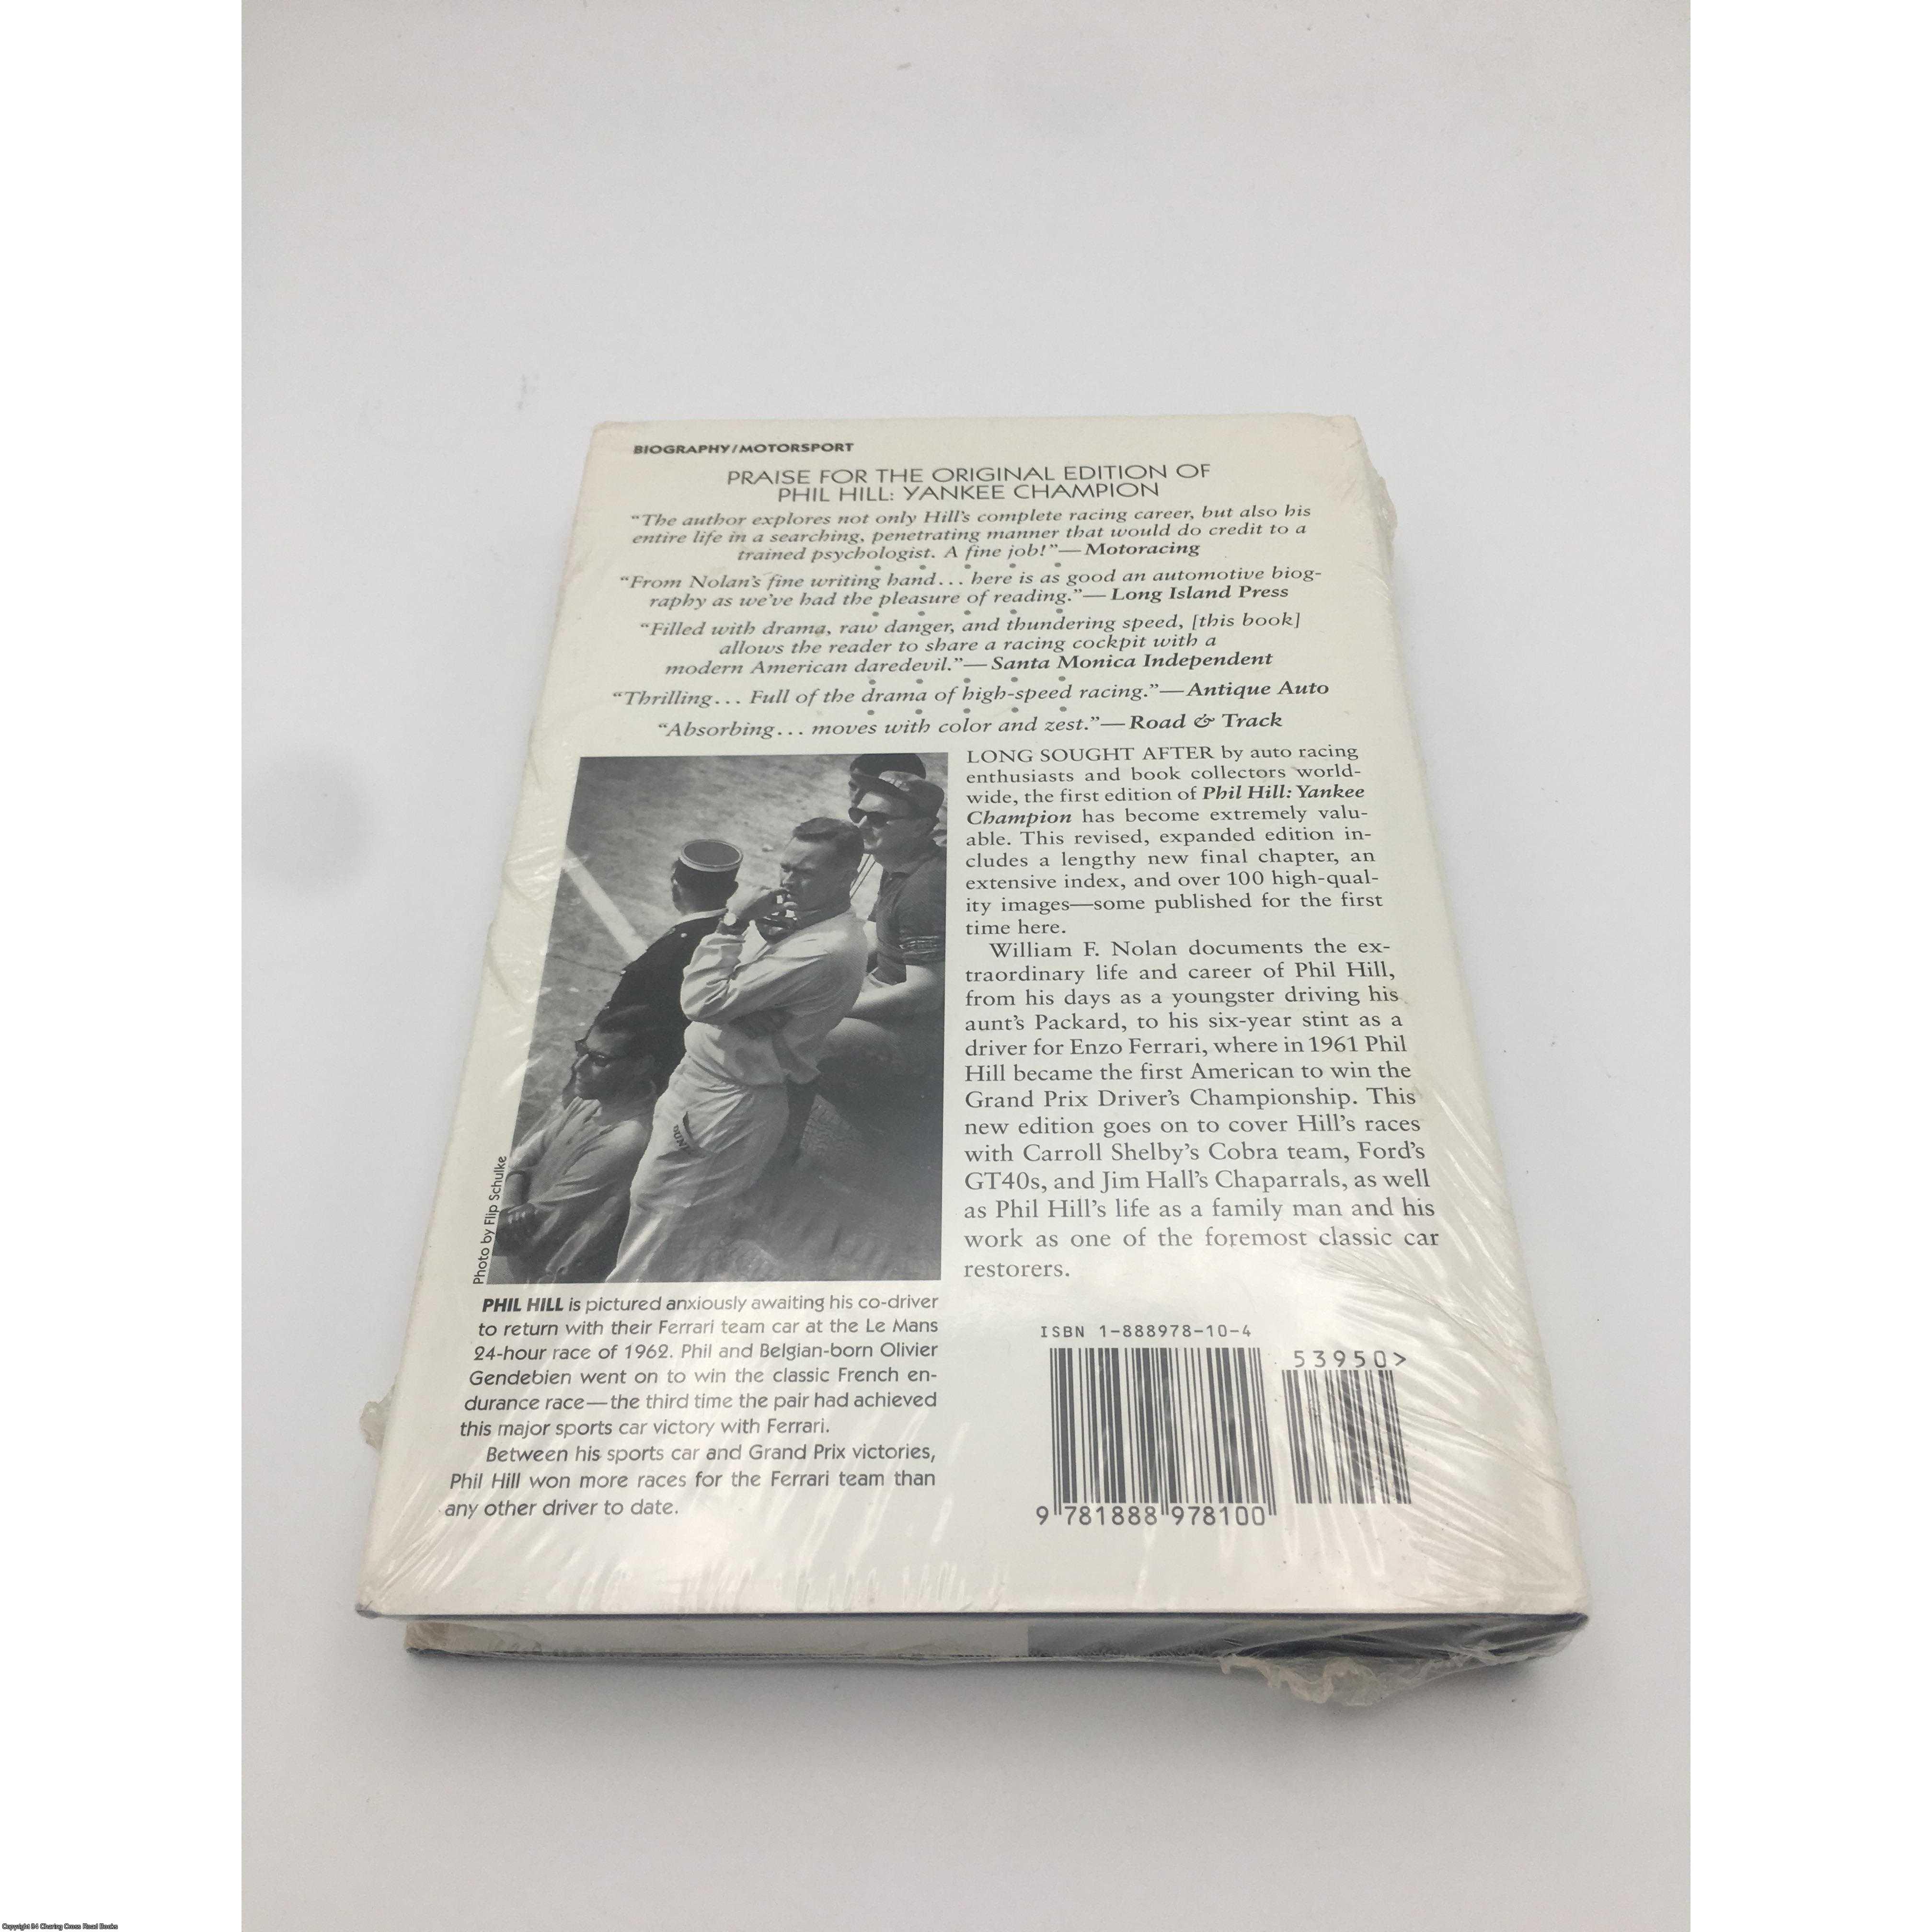 BIOGRAPHY/MOTORSPORT
PRAISE FOR THE ORIGINAL EDITION OF
PHIL HILL: YANKEE CHAMPION
“The author explores not only Hill’s complete racing career, but also his
entire life in a searching, penetrating manner that would do credit to a
trained psychologist. A fine job!”—Motoracing
“From Nolan’s fine writing hand... here is as good an automotive biog-
raphy as we’ve had the pleasure of reading.”—Long Island Press
“Filled with drama, raw danger, and thundering speed, [this book]
allows the reader to share a racing cockpit with a
modern American daredevil.”—Santa Monica Independent
“Thrilling... Full of the drama of high-speed racing.”—Antique Auto
“Absorbing... moves with color and zest.”—Road & Track
LONG SOUGHT AFTER by auto racing
enthusiasts and book collectors world-
wide, the first edition of Phil Hill: Yankee
Champion has become extremely valu-
able. This revised, expanded edition in-
cludes a lengthy new final chapter, an
extensive index, and over 100 high-qual-
ity images—some published for the first
time here.
William F. Nolan documents the ex-
traordinary life and career of Phil Hill,
from his days as a youngster driving his
aunt’s Packard, to his six-year stint as a
driver for Enzo Ferrari, where in 1961 Phil
Hill became the first American to win the
Grand Prix Driver’s Championship. This
new edition goes on to cover Hill’s races
with Carroll Shelby’s Cobra team, Ford’s
GT40s, and Jim Hall’s Chaparrals, as well
as Phil Hill’s life as a family man and his
work as one of the foremost classic car
restorers.
Photo by Flip Schulke
PHIL HILL is pictured anxiously awaiting his co-driver
to return with their Ferrari team car at the Le Mans
24-hour race of 1962. Phil and Belgian-born Olivier
Gendebien went on to win the classic French en-
durance race—the third time the pair had achieved
this major sports car victory with Ferrari.
Between his sports car and Grand Prix victories,
Phil Hill won more races for the Ferrari team than
any other driver to date.
ISBN 1-888978-10-4
53950>
9 781888 978100
Copyright 84 Charing Cross Road Books